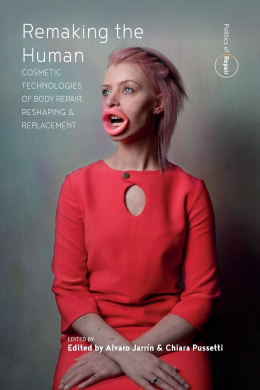 Remaking the
Human
COSMETIC
TECHNOLOGIES
OF BODY REPAIR,
RESHAPING &
REPLACEMENT
Politics of Repair
EDITED BY
Edited by Alvaro Jarrín & Chiara Pussetti